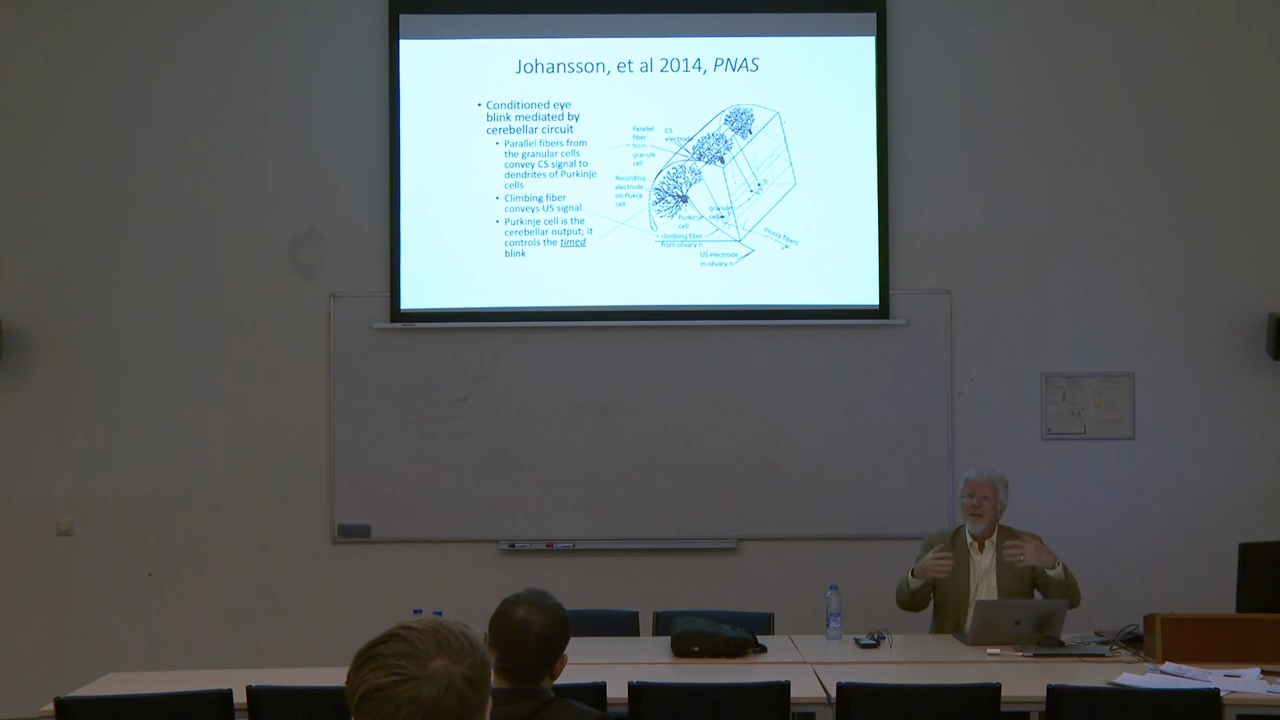 Johansson, et al 2014, PNAS
• Conditioned eye
blink mediated by
cerebellar circuit
• Parallel fibers from
the granular cells
convey CS signal to
dendrites of Purkinje
cells
• Climbing fiber
conveys US signal
• Purkinje cell is the
cerebellar output; it
controls the timed
blink
Parallel
fiber
from
granule
cell
CS
electrode
Recording
electrode
on Pukije
cell
Purkinje
cell
granule
cell
climbing fiber
from olivary n.
US electrode
in olivary n.
mossy fibers